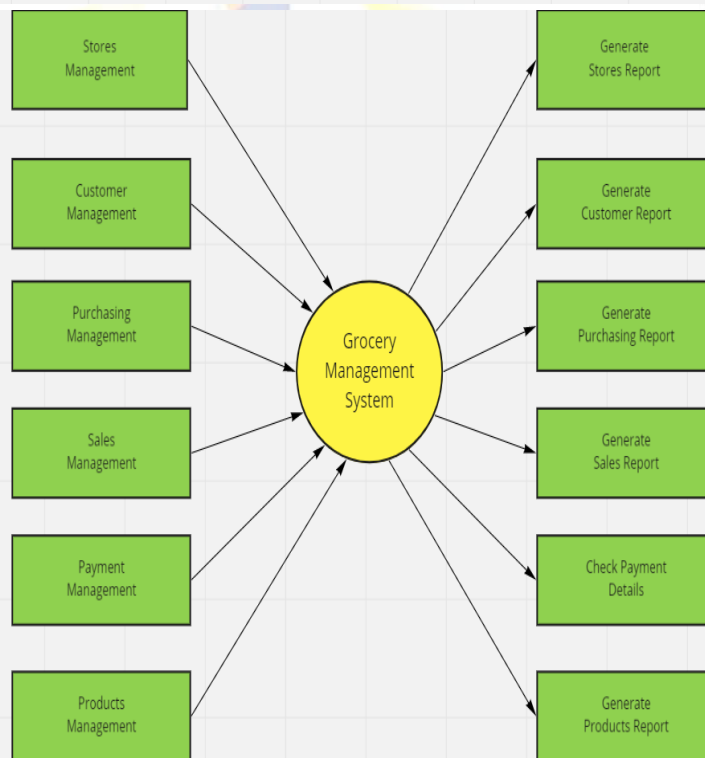 Stores
Management
Generate
Stores Report
Customer
Management
Generate
Customer Report
Purchasing
Management
Generate
Purchasing Report
Grocery
Management
System
Sales
Management
Generate
Sales Report
Payment
Management
Check Payment
Details
Products
Management
Generate
Products Report